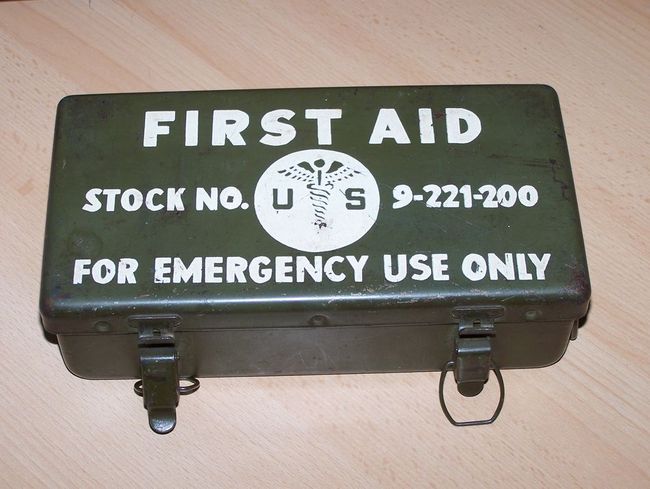 FIRST AID
STOCK NO. U S 9-221-200
FOR EMERGENCY USE ONLY